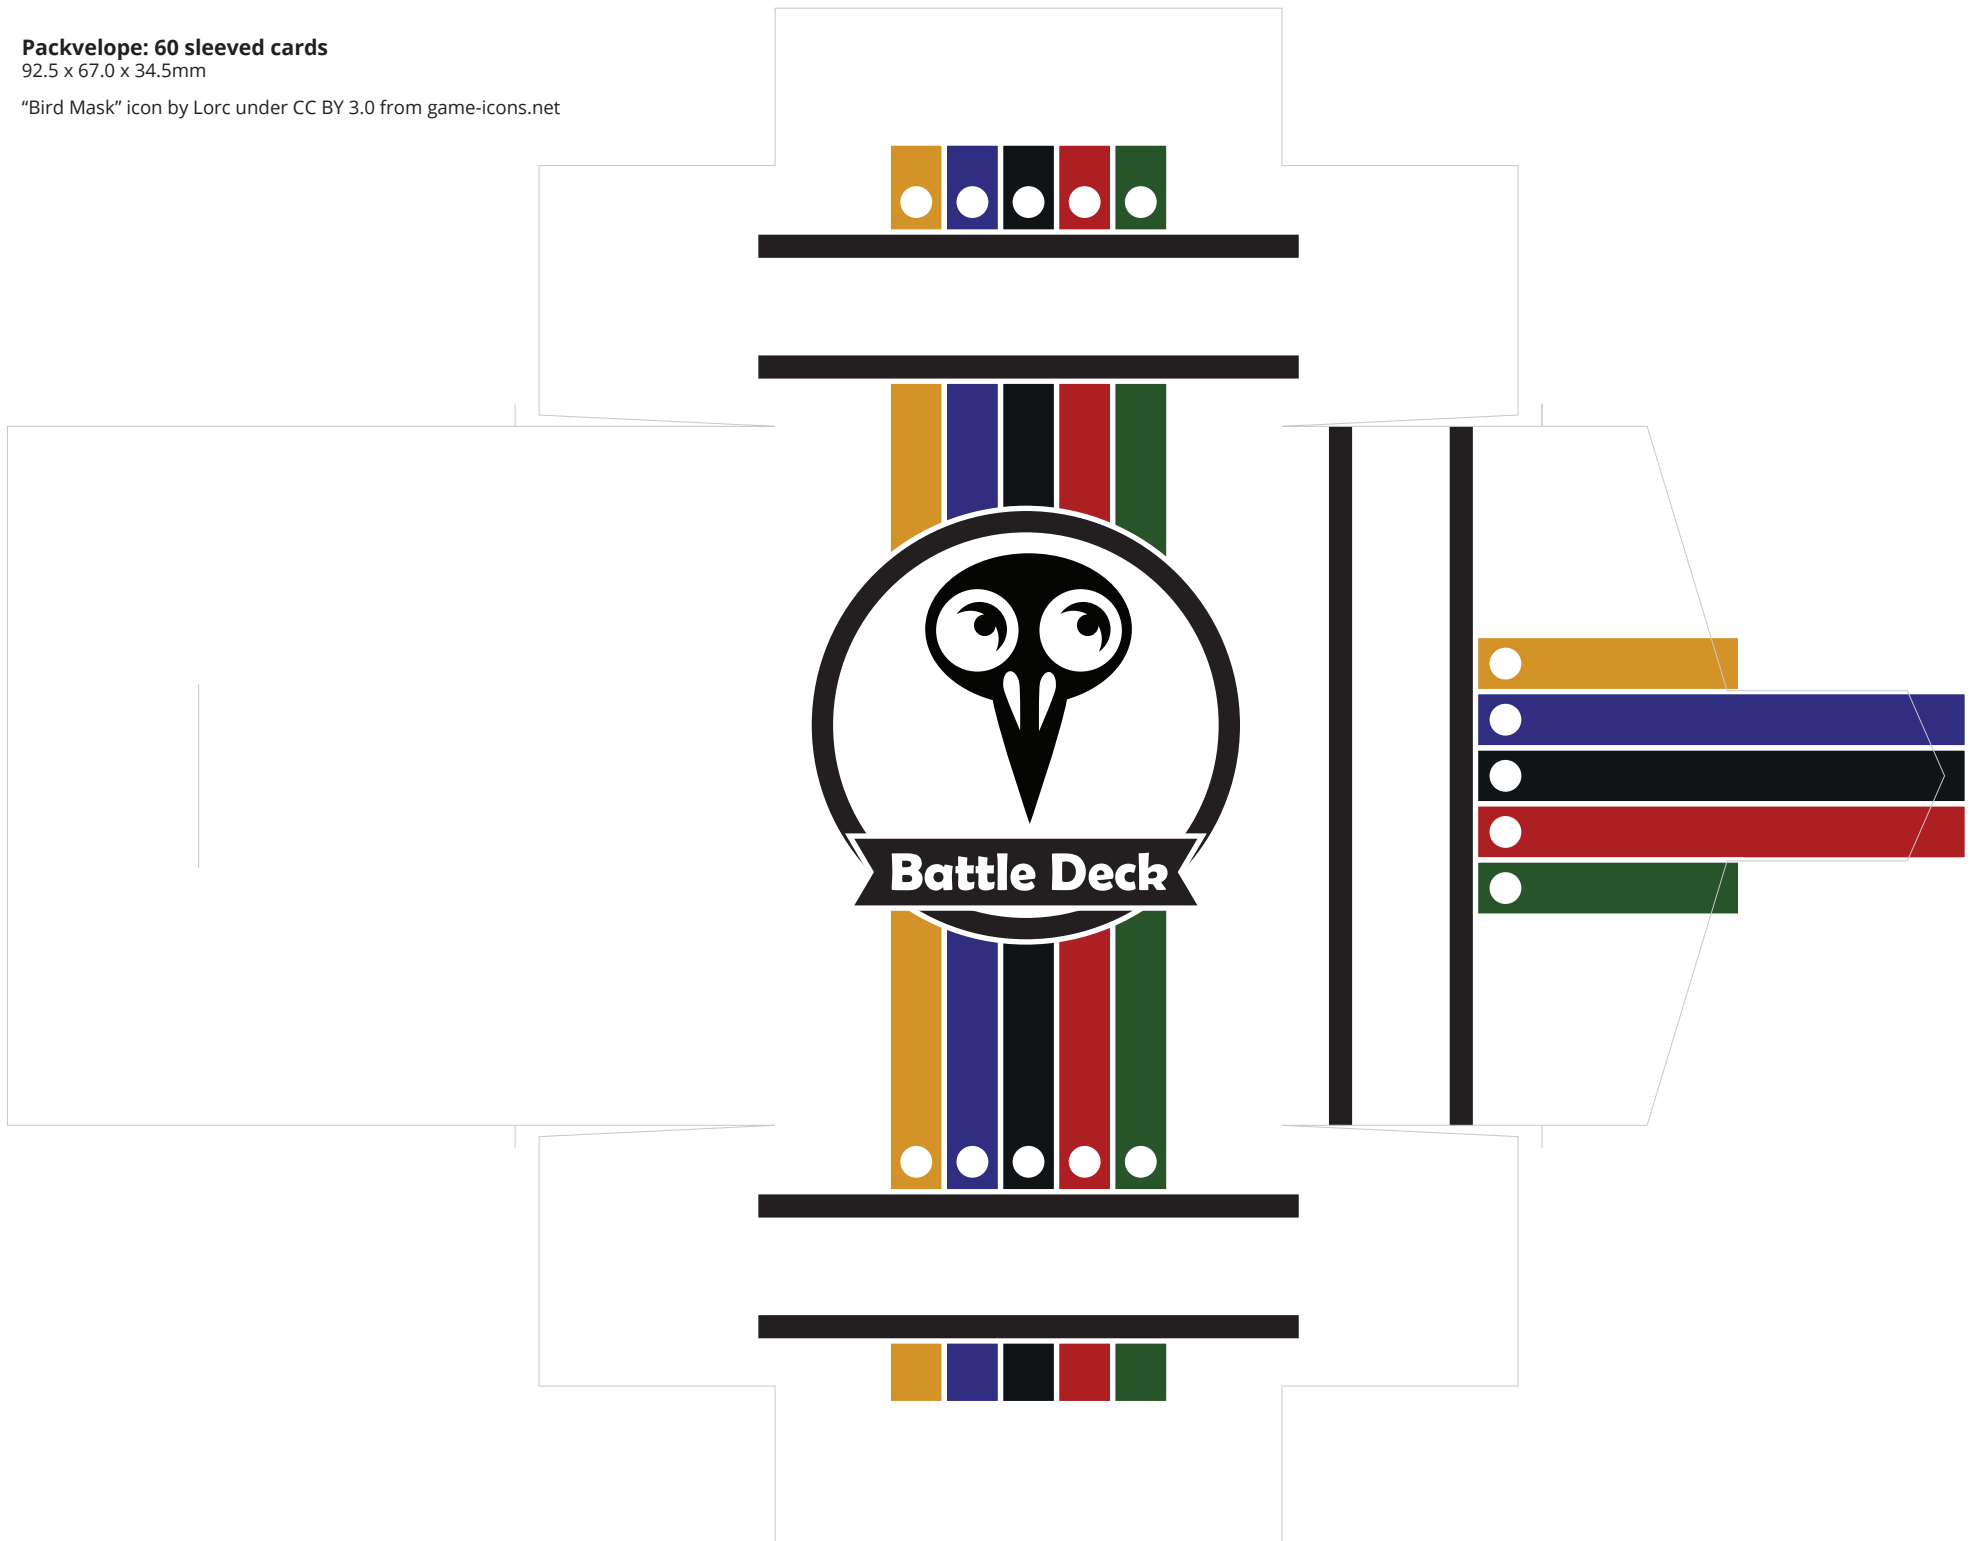 Packvelope: 60 sleeved cards
92.5 x 67.0 x 34.5mm
“Bird Mask” icon by Lorc under CC BY 3.0 from game-icons.net
Battle Deck